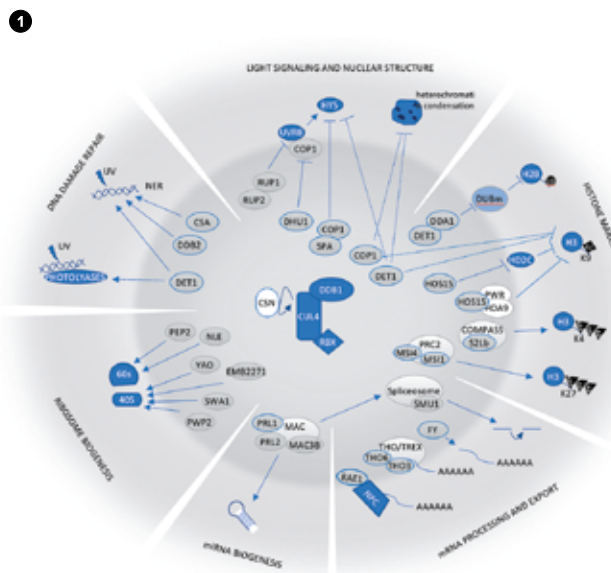 1
LIGHT SIGNALING AND NUCLEAR STRUCTURE
HY5
heterochromati
condensation
UVR8
COP1
RUP1
RUP2
DHU1
COP1
SPA
COP1
DET1
DDA1
DET1
DUBm
H2B
DNA DAMAGE REPAIR
UV
NER
CSA
DDB2
UV
PHOTOLYASES
DET1
HISTONE MARK
H3
K9
HD2C
HOS15
PWR
HOS15
HDA9
COMPASS
S2Lb
H3
K4
PRC2
MSI4
MSI1
H3
K27
CSN
DDB1
CUL4
RBX
RIBOSOME BIOGENESIS
PEP2
NLE
60s
YAO
EMB2271
40S
SWA1
PWP2
PRL1
MAC
PRL2
MAC3B
miRNA BIOGENESIS
Spliceosome
SMU1
FY
AAAAAA
THO/TREX
THO6
THO3
AAAAAA
RAE1
NPC
AAAAAA
mRNA PROCESSING AND EXPORT